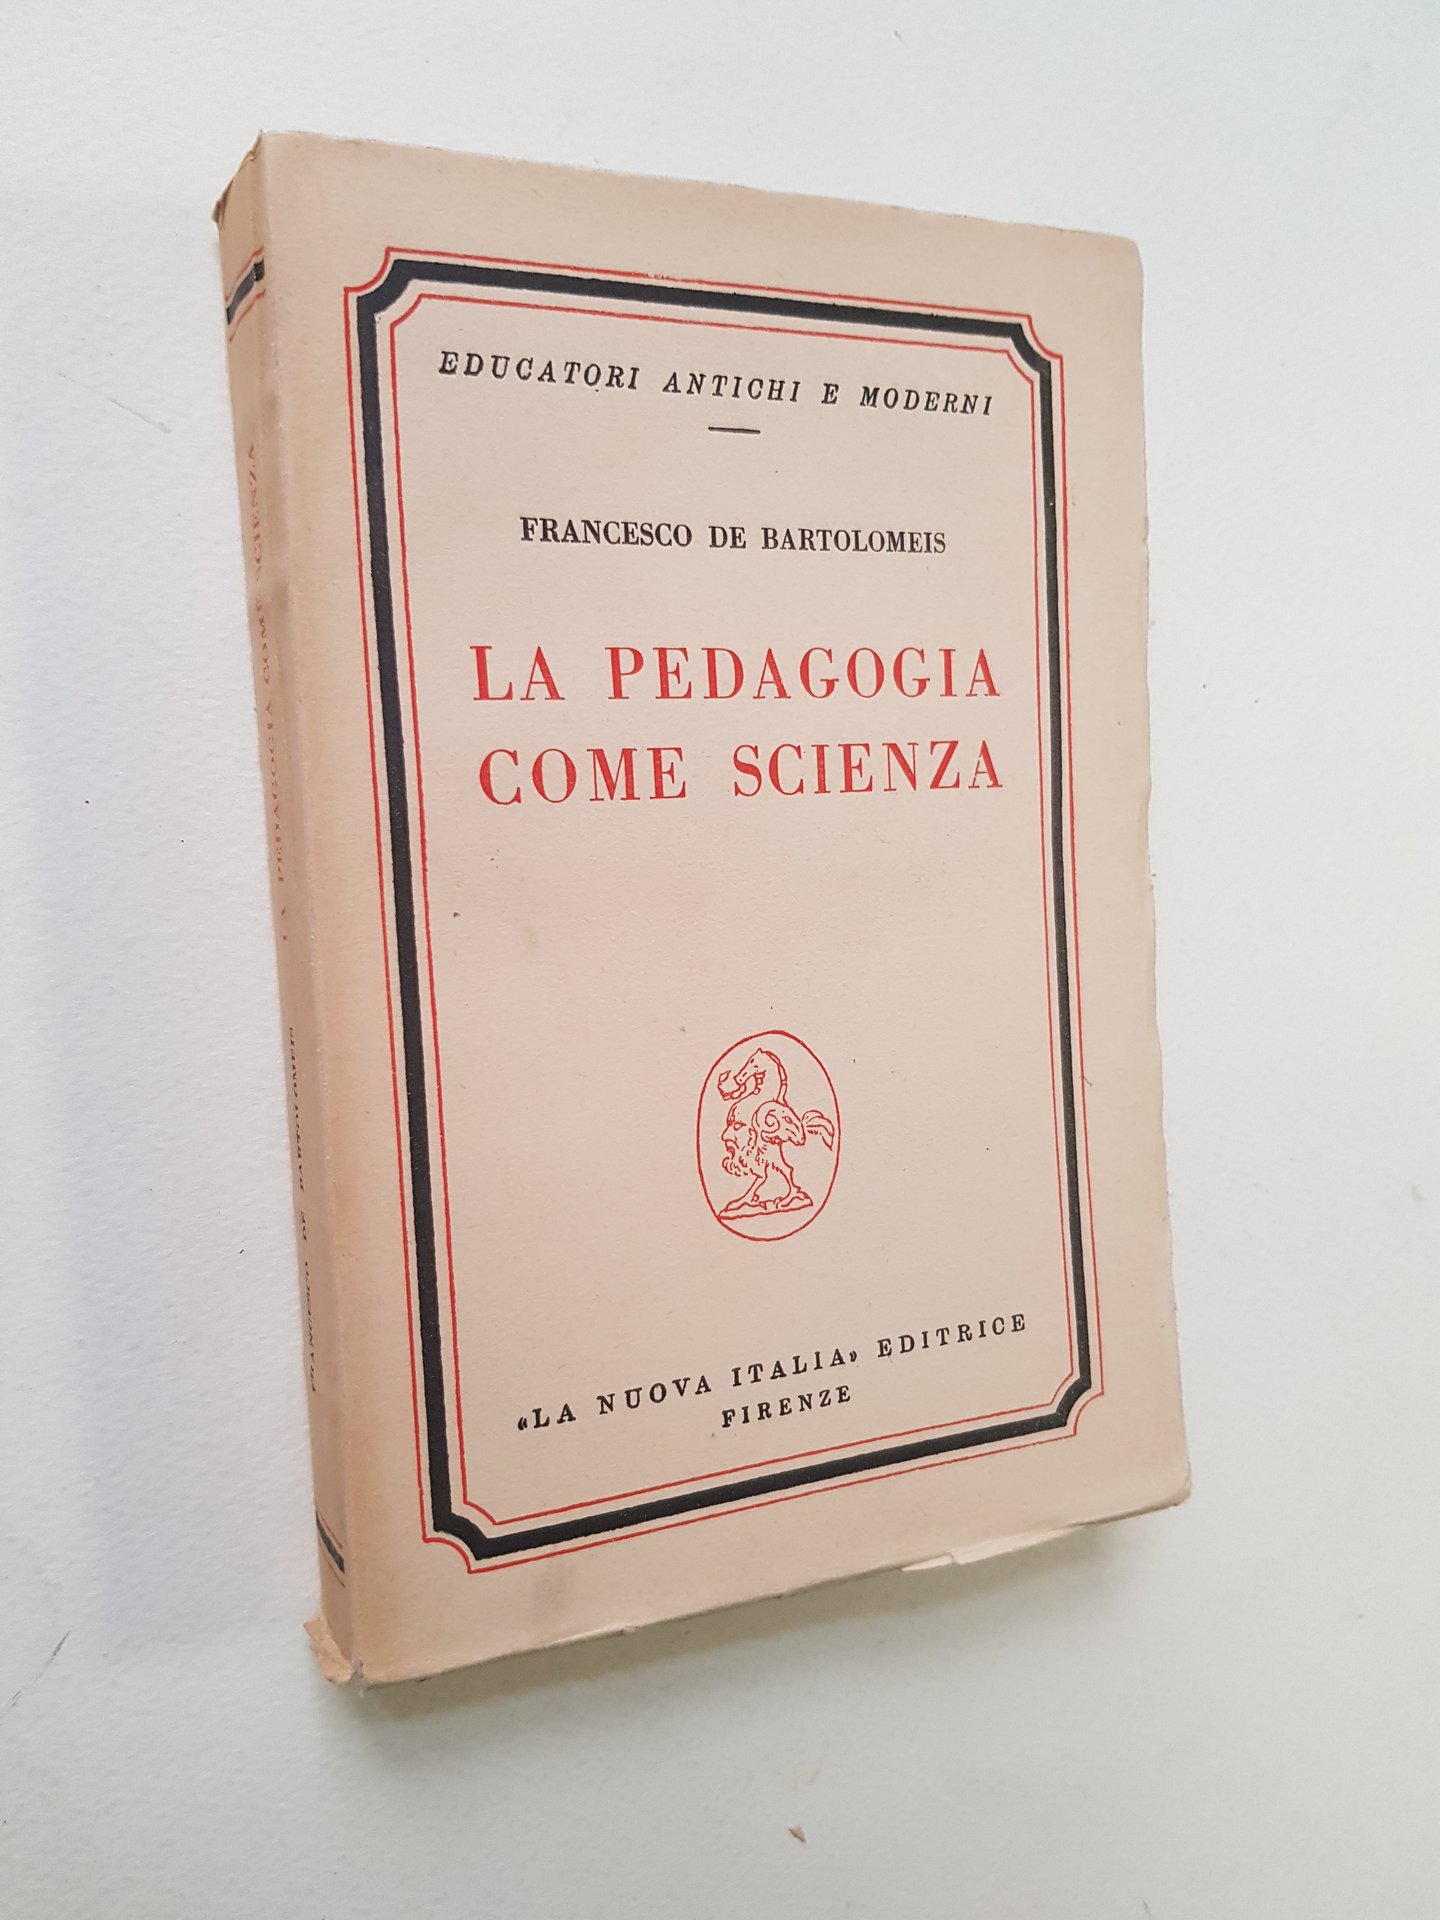 EDUCATORI ANTICHI E MODERNI
FRANCESCO DE BARTOLOMEIS
LA PEDAGOGIA
COME SCIENZA
«LA NUOVA ITALIA» EDITRICE
FIRENZE
FRANCESCO DE BARTOLOMEIS LA PEDAGOGIA COME SCIENZA